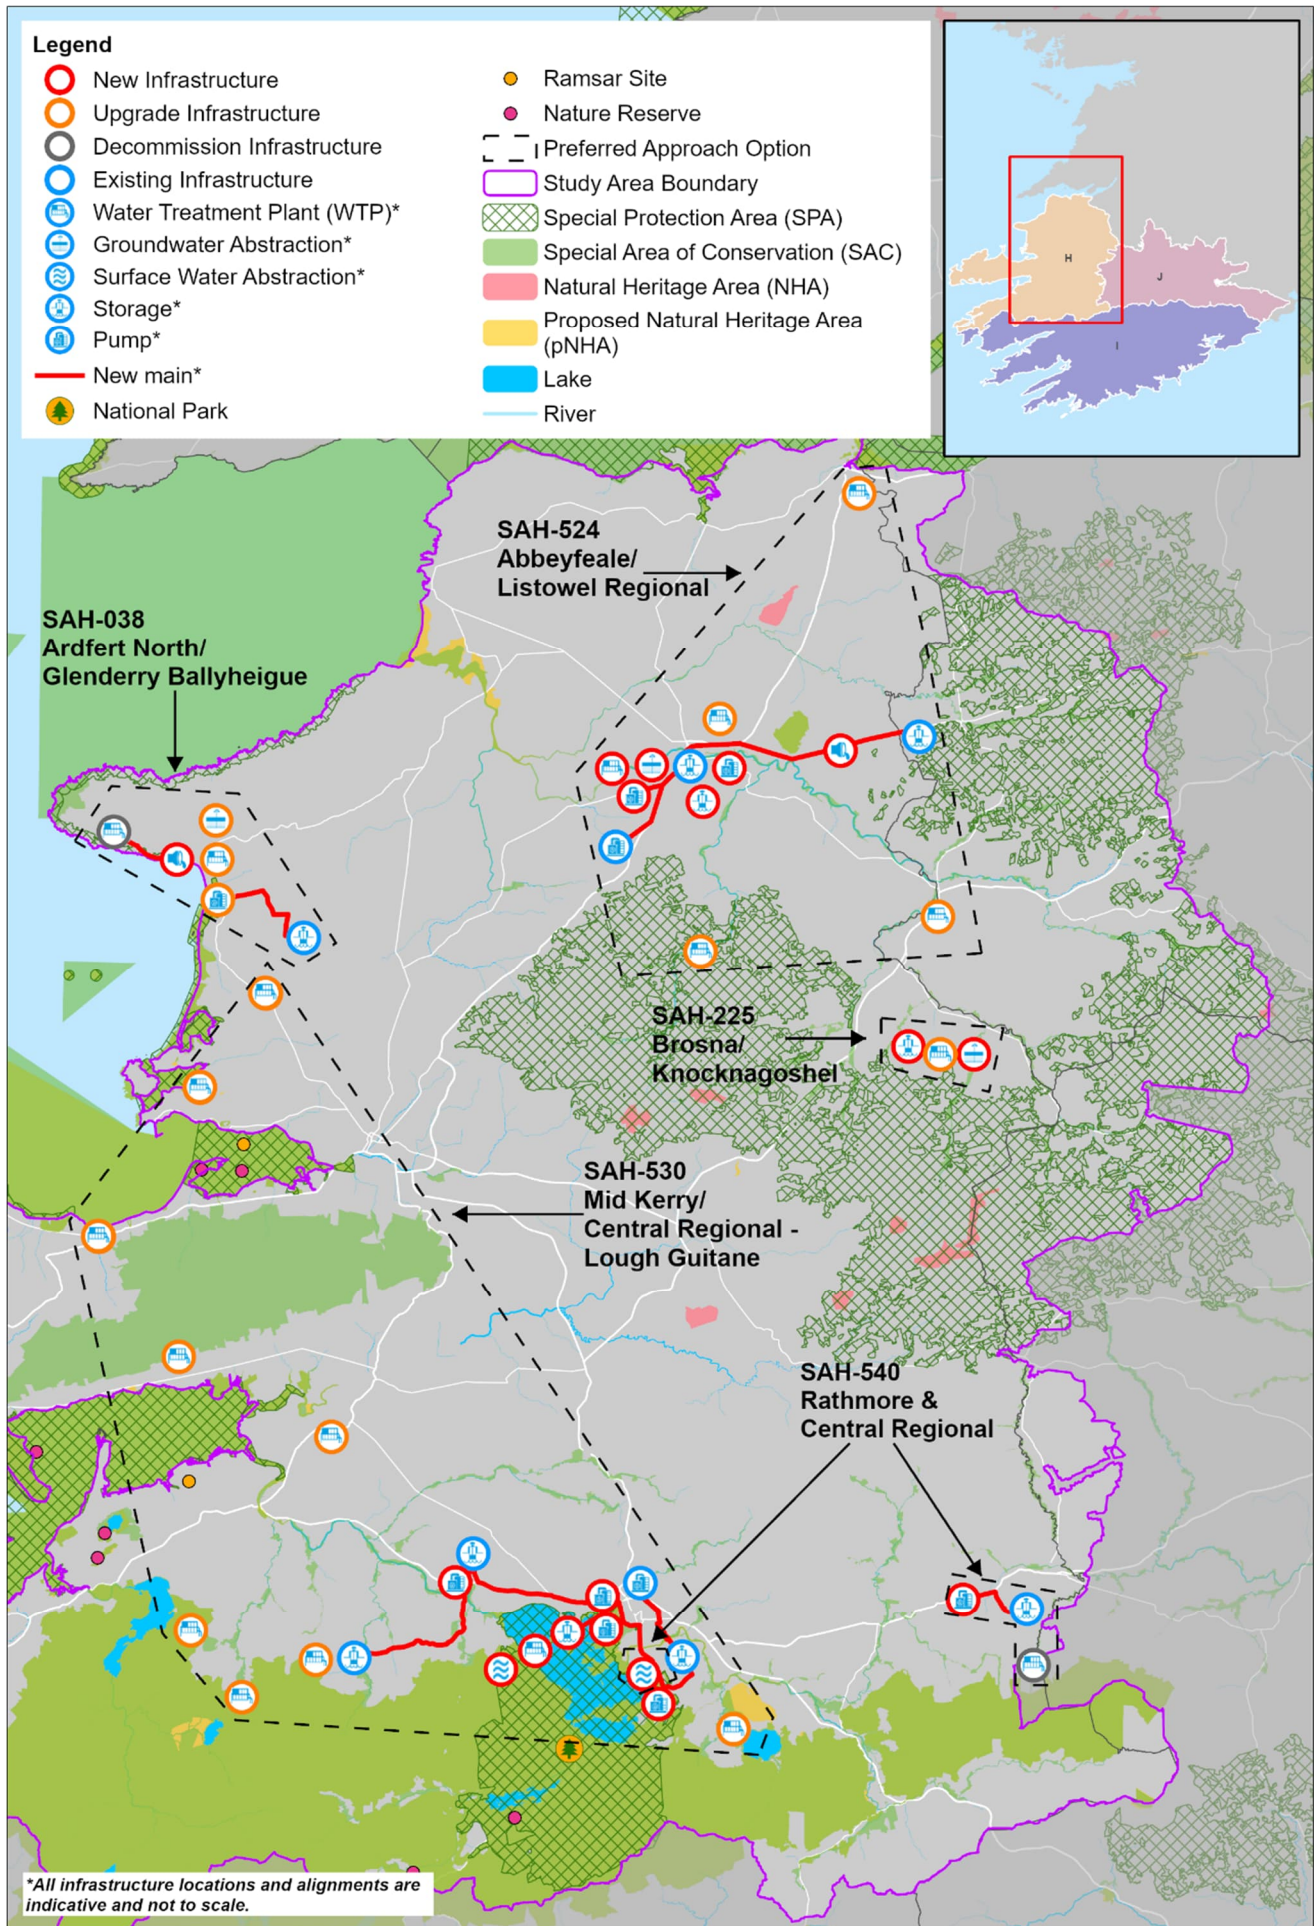 Legend
New Infrastructure
Upgrade Infrastructure
Decommission Infrastructure
Existing Infrastructure
Water Treatment Plant (WTP)*
Groundwater Abstraction*
Surface Water Abstraction*
Storage*
Pump*
New main*
National Park
Ramsar Site
Nature Reserve
Preferred Approach Option
Study Area Boundary
Special Protection Area (SPA)
Special Area of Conservation (SAC)
Natural Heritage Area (NHA)
Proposed Natural Heritage Area
(pNHA)
Lake
River
H
J
I
SAH-524
Abbeyfeale/
Listowel Regional
SAH-038
Ardfert North/
Glenderry Ballyheigue
SAH-225
Brosna/
Knocknagoshel
SAH-530
Mid Kerry/
Central Regional -
Lough Guitane
SAH-540
Rathmore &
Central Regional
*All infrastructure locations and alignments are
indicative and not to scale.